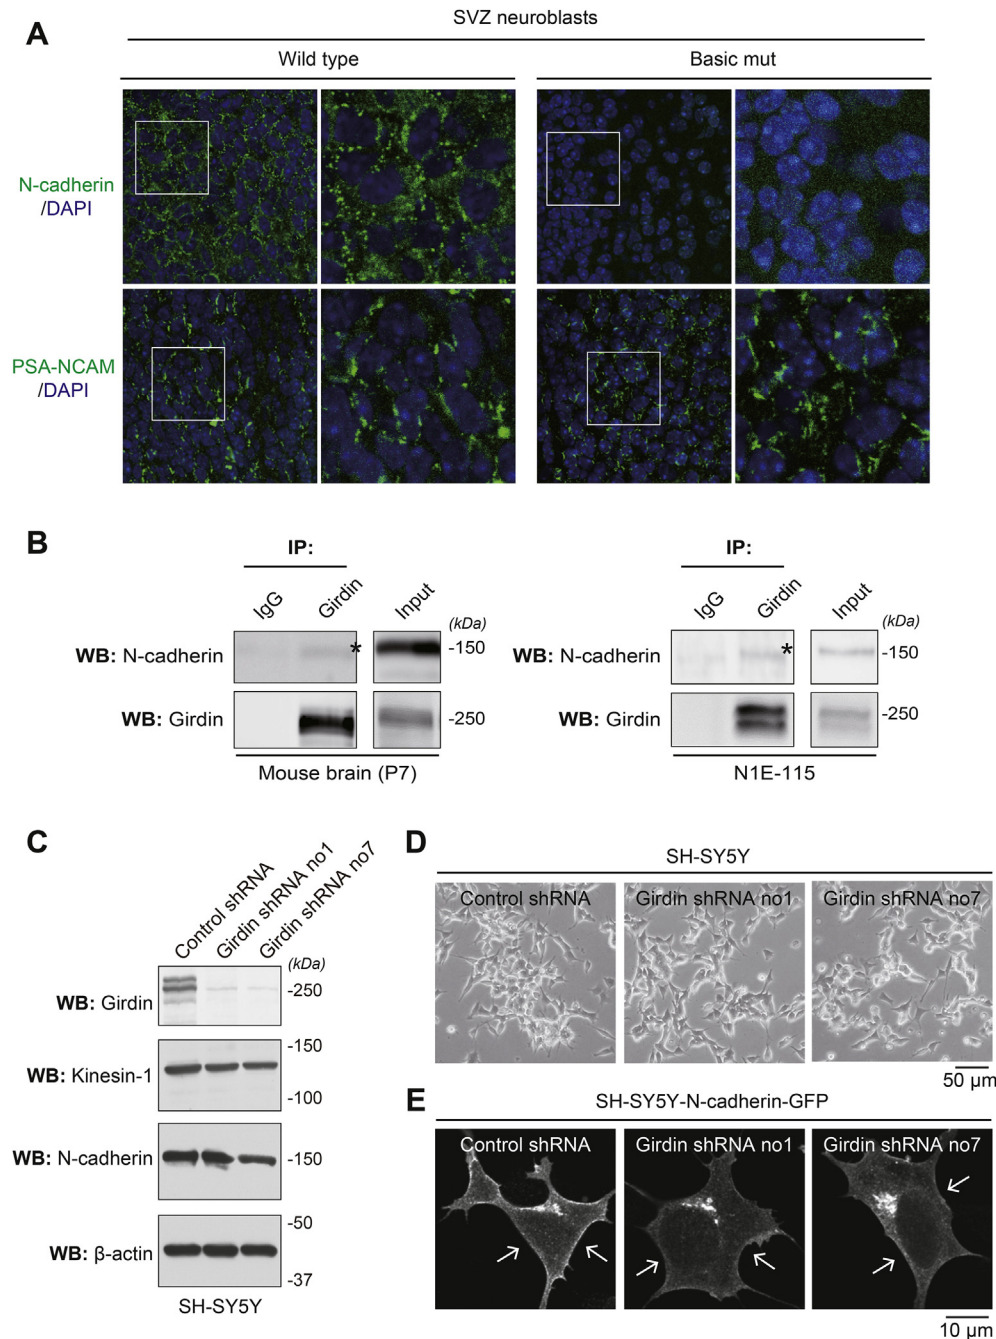 A
SVZ neuroblasts
Wild type
Basic mut
N-cadherin
/DAPI
PSA-NCAM
/DAPI
B
IP:
IgG
Girdin
Input
(kDa)
WB: N-cadherin
*
-150
WB: Girdin
-250
Mouse brain (P7)
IP:
IgG
Girdin
Input
(kDa)
WB: N-cadherin
*
-150
WB: Girdin
-250
N1E-115
C
Control shRNA
Girdin shRNA no1
Girdin shRNA no7
(kDa)
WB: Girdin
-250
-150
WB: Kinesin-1
-100
WB: N-cadherin
-150
-50
WB: β-actin
-37
SH-SY5Y
D
SH-SY5Y
Control shRNA
Girdin shRNA no1
Girdin shRNA no7
50 μm
E
SH-SY5Y-N-cadherin-GFP
Control shRNA
Girdin shRNA no1
Girdin shRNA no7
10 μm